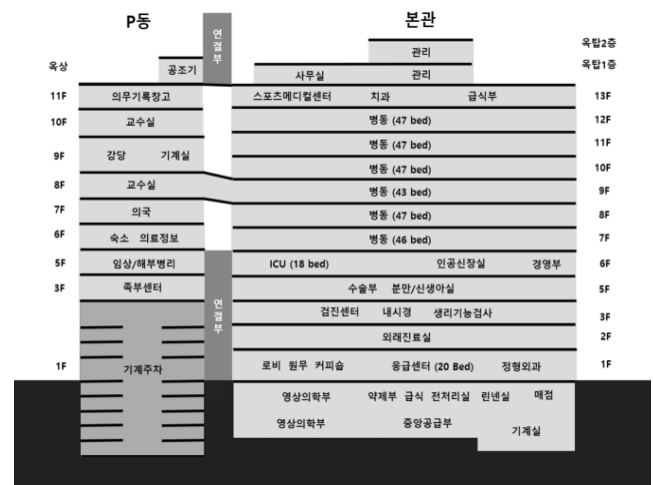 P동
연결부
본관
옥상
공조기
관리
옥탑2증
사무실
관리
옥탑1증
11F
의무기록창고
스포츠메디컬센터
치과
급식부
13F
10F
교수실
병동 (47 bed)
12F
병동 (47 bed)
11F
9F
강당
기계실
병동 (47 bed)
10F
8F
교수실
병동 (43 bed)
9F
7F
의국
병동 (47 bed)
8F
6F
숙소 의료정보
병동 (46 bed)
7F
5F
임상/해부병리
ICU (18 bed)
인공신장실
경영부
6F
3F
족부센터
수술부 분만/신생아실
5F
연결부
검진센터
내시경
생리기능검사
3F
외래진료실
2F
1F
기계주차
로비 원무 커피숍
응급센터 (20 Bed)
정형외과
1F
영상의학부
약제부 급식 전처리실 린넨실 매점
영상의학부
중앙공급부
기계실